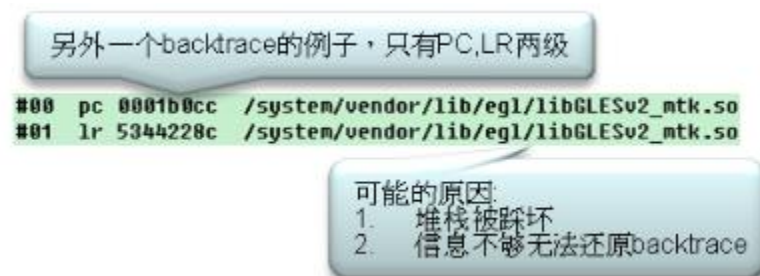 另外一个backtrace的例子，只有PC,LR两级
#00 pc 0001b0cc /system/vendor/lib/egl/libGLESv2_mtk.so
#01 lr 5344228c /system/vendor/lib/egl/libGLESv2_mtk.so
可能的原因:
1. 堆栈被踩坏
2. 信息不够无法还原backtrace